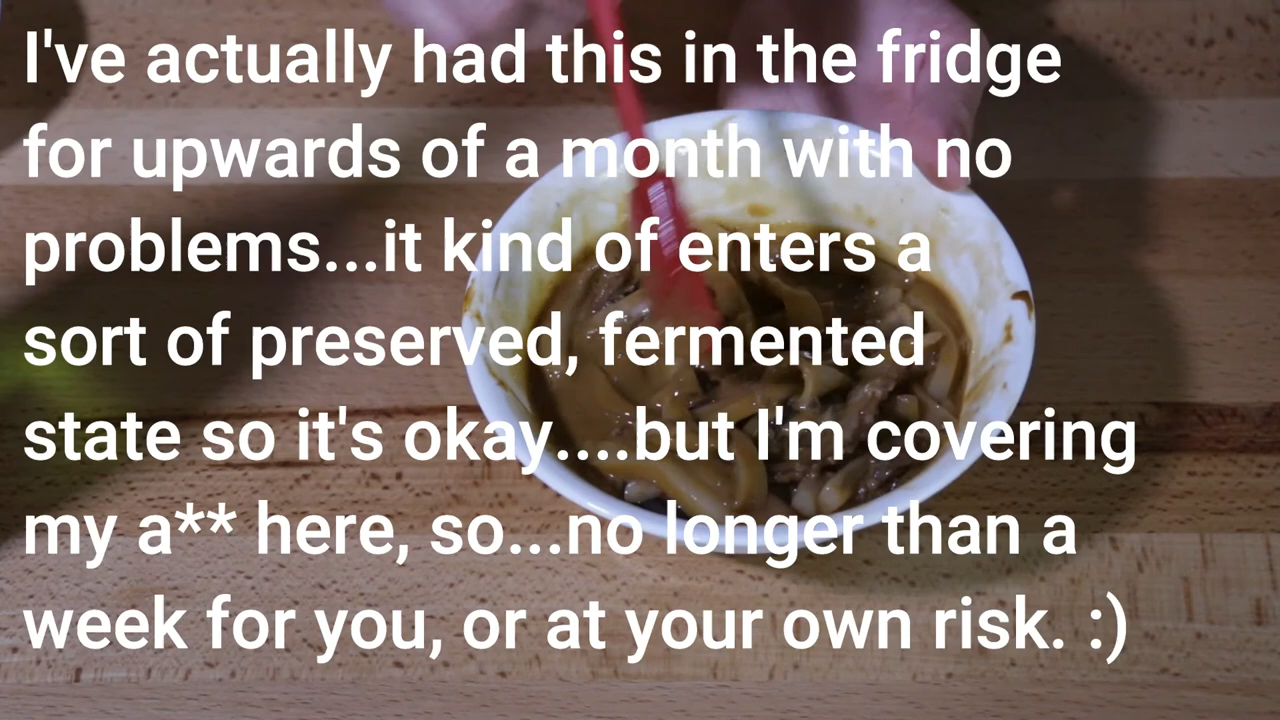 I've actually had this in the fridge
for upwards of a month with no
problems...it kind of enters a
sort of preserved, fermented
state so it's okay....but I'm covering
my a** here, so...no longer than a
week for you, or at your own risk. :)